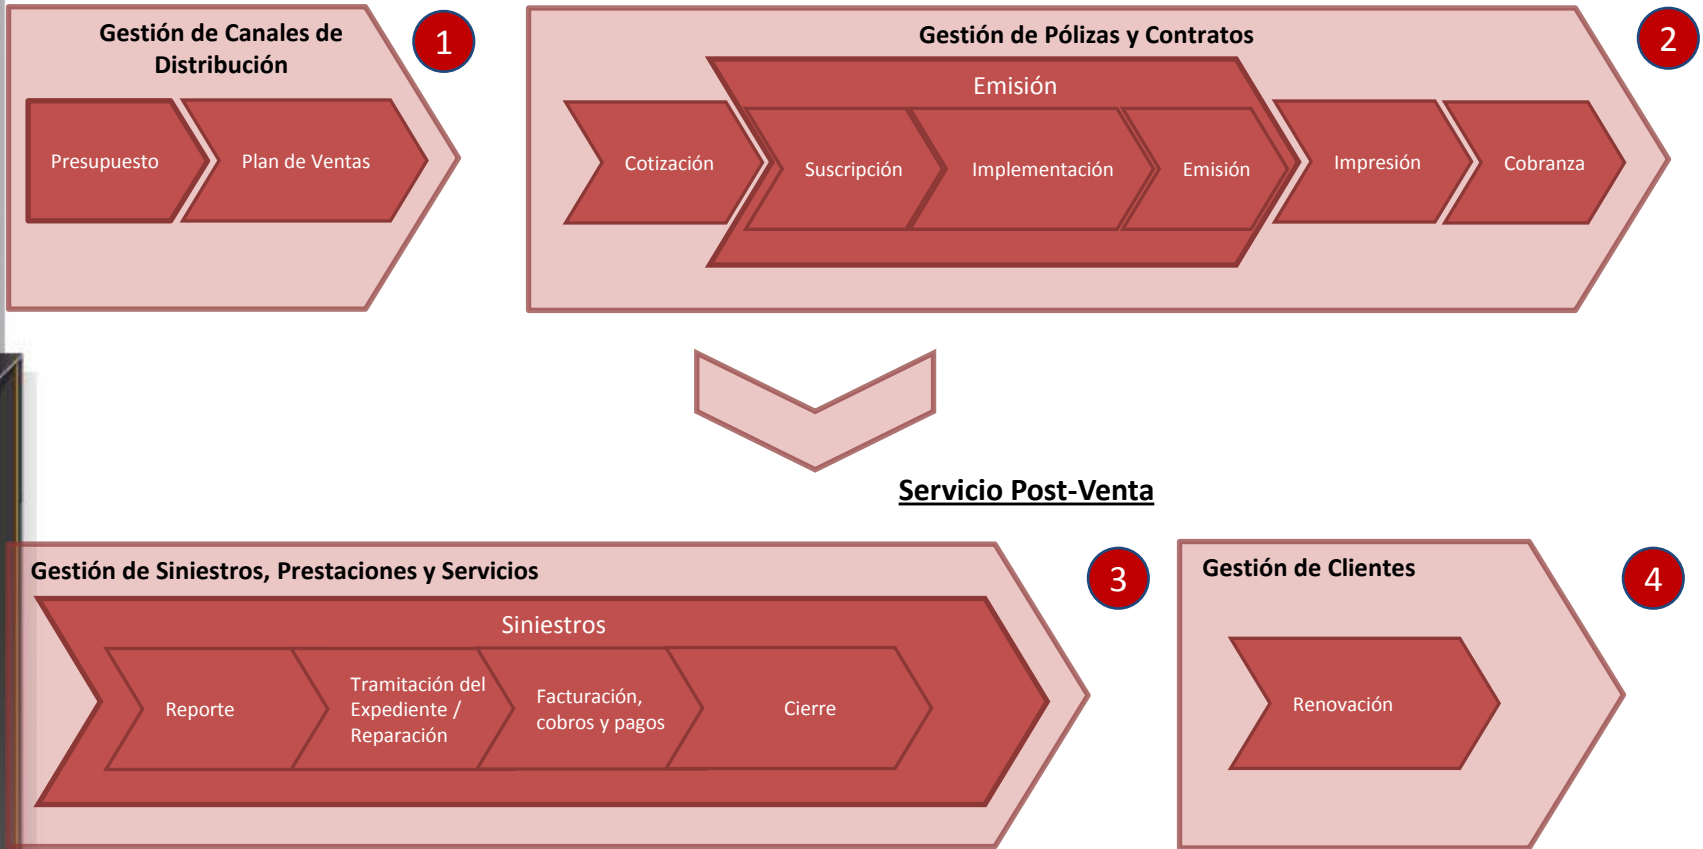 Gestión de Canales de
Distribución
1
Presupuesto
Plan de Ventas
Gestión de Pólizas y Contratos
2
Emisión
Cotización
Suscripción
Implementación
Emisión
Impresión
Cobranza
Servicio Post-Venta
Gestión de Siniestros, Prestaciones y Servicios
3
Siniestros
Reporte
Tramitación del
Expediente /
Reparación
Facturación,
cobros y pagos
Cierre
Gestión de Clientes
4
Renovación